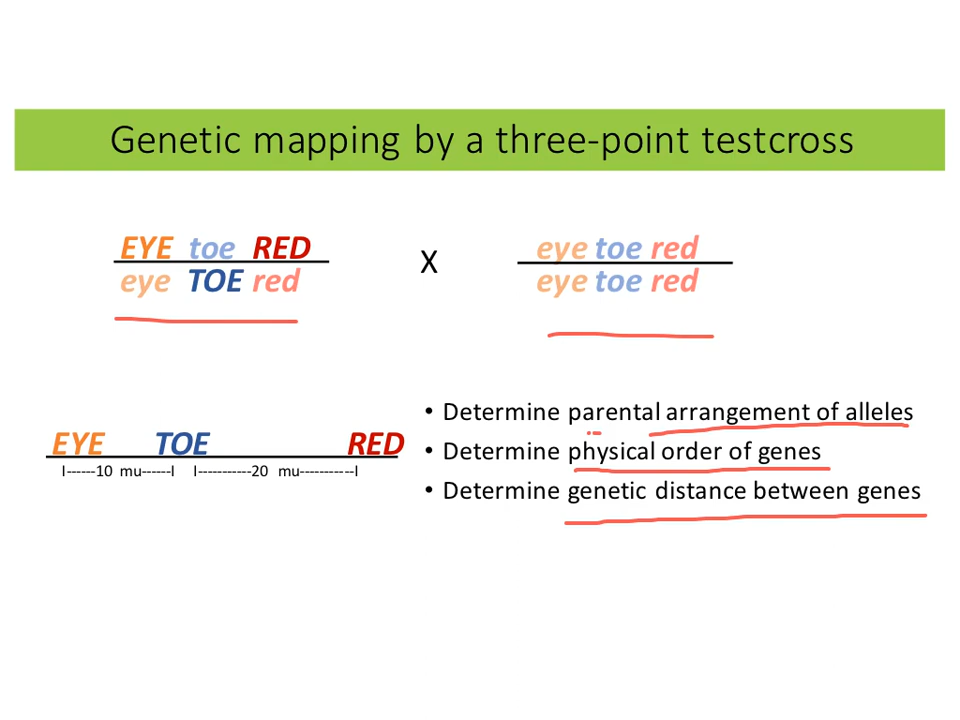 Genetic mapping by a three-point testcross
EYE toe RED
eye TOE red
X
eye toe red
eye toe red
EYE TOE RED
I------10 mu------I I-----------20 mu-----------I
• Determine parental arrangement of alleles
• Determine physical order of genes
• Determine genetic distance between genes